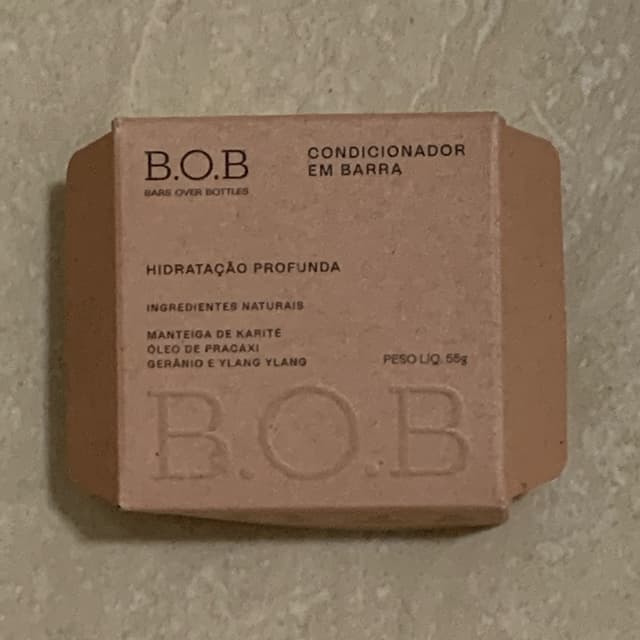 B.O.B
BARS OVER BOTTLES
CONDICIONADOR
EM BARRA
HIDRATAÇÃO PROFUNDA
INGREDIENTES NATURAIS
MANTEIGA DE KARITÉ
ÓLEO DE PRACAXI
GERÂNIO E YLANG YLANG
PESO LÍQ. 55g
B.O.B